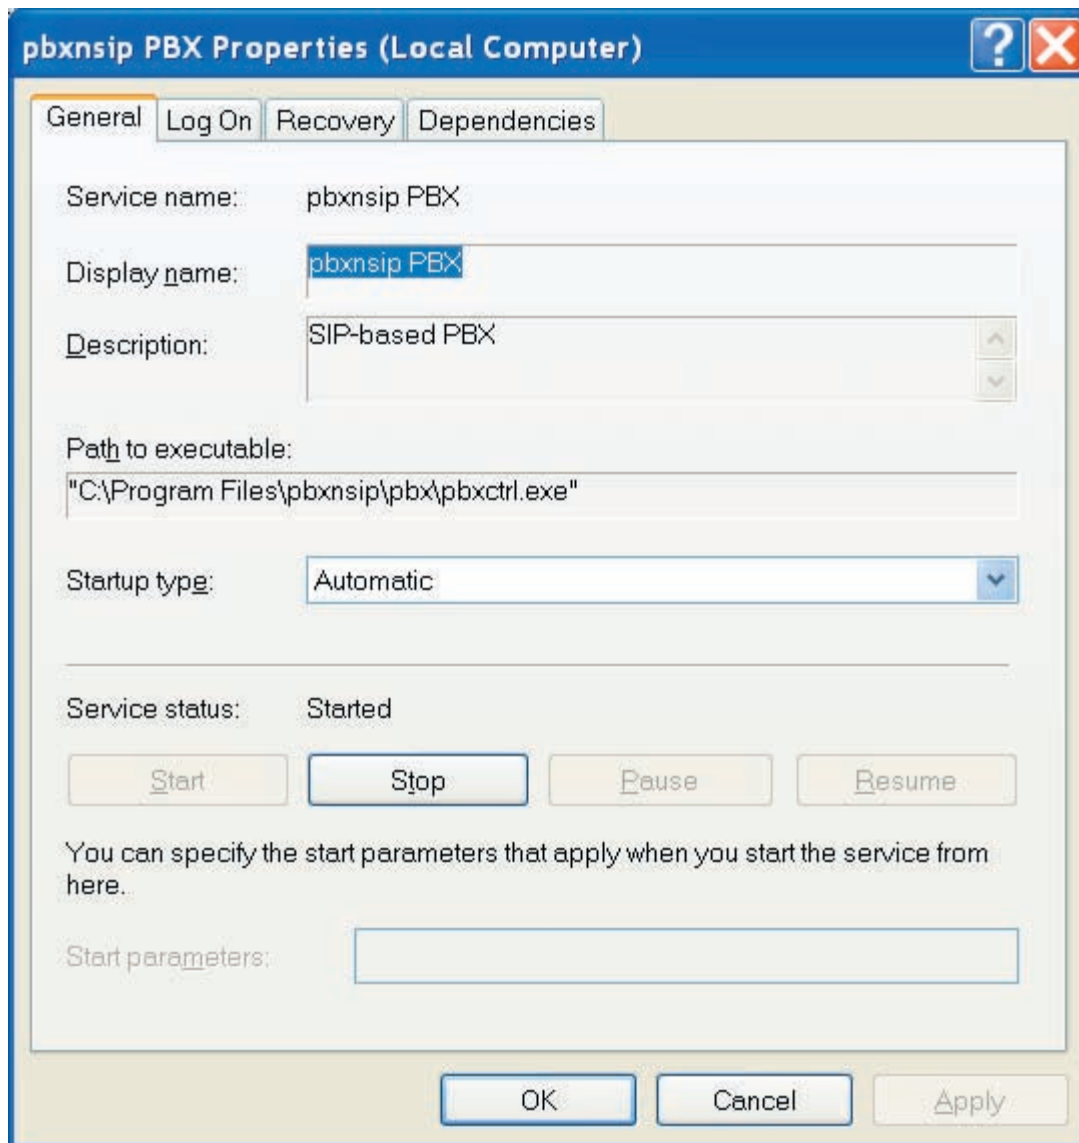 pbxnsip PBX Properties (Local Computer)
General Log On Recovery Dependencies
Service name: pbxnsip PBX
Display name: pbxnsip PBX
Description: SIP-based PBX
Path to executable:
"C:\Program Files\pbxnsip\pbx\pbxctrl.exe"
Startup type: Automatic
Service status: Started
Start Stop Pause Resume
You can specify the start parameters that apply when you start the service from
here.
Start parameters:
OK Cancel Apply